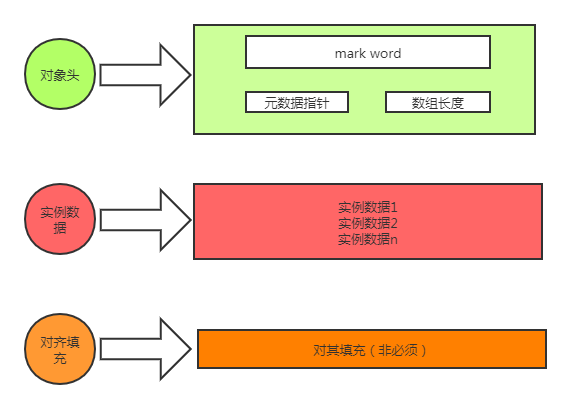 对象头
mark word
元数据指针
数组长度
实例数
据
实例数据1
实例数据2
实例数据n
对齐填
充
对其填充（非必须）